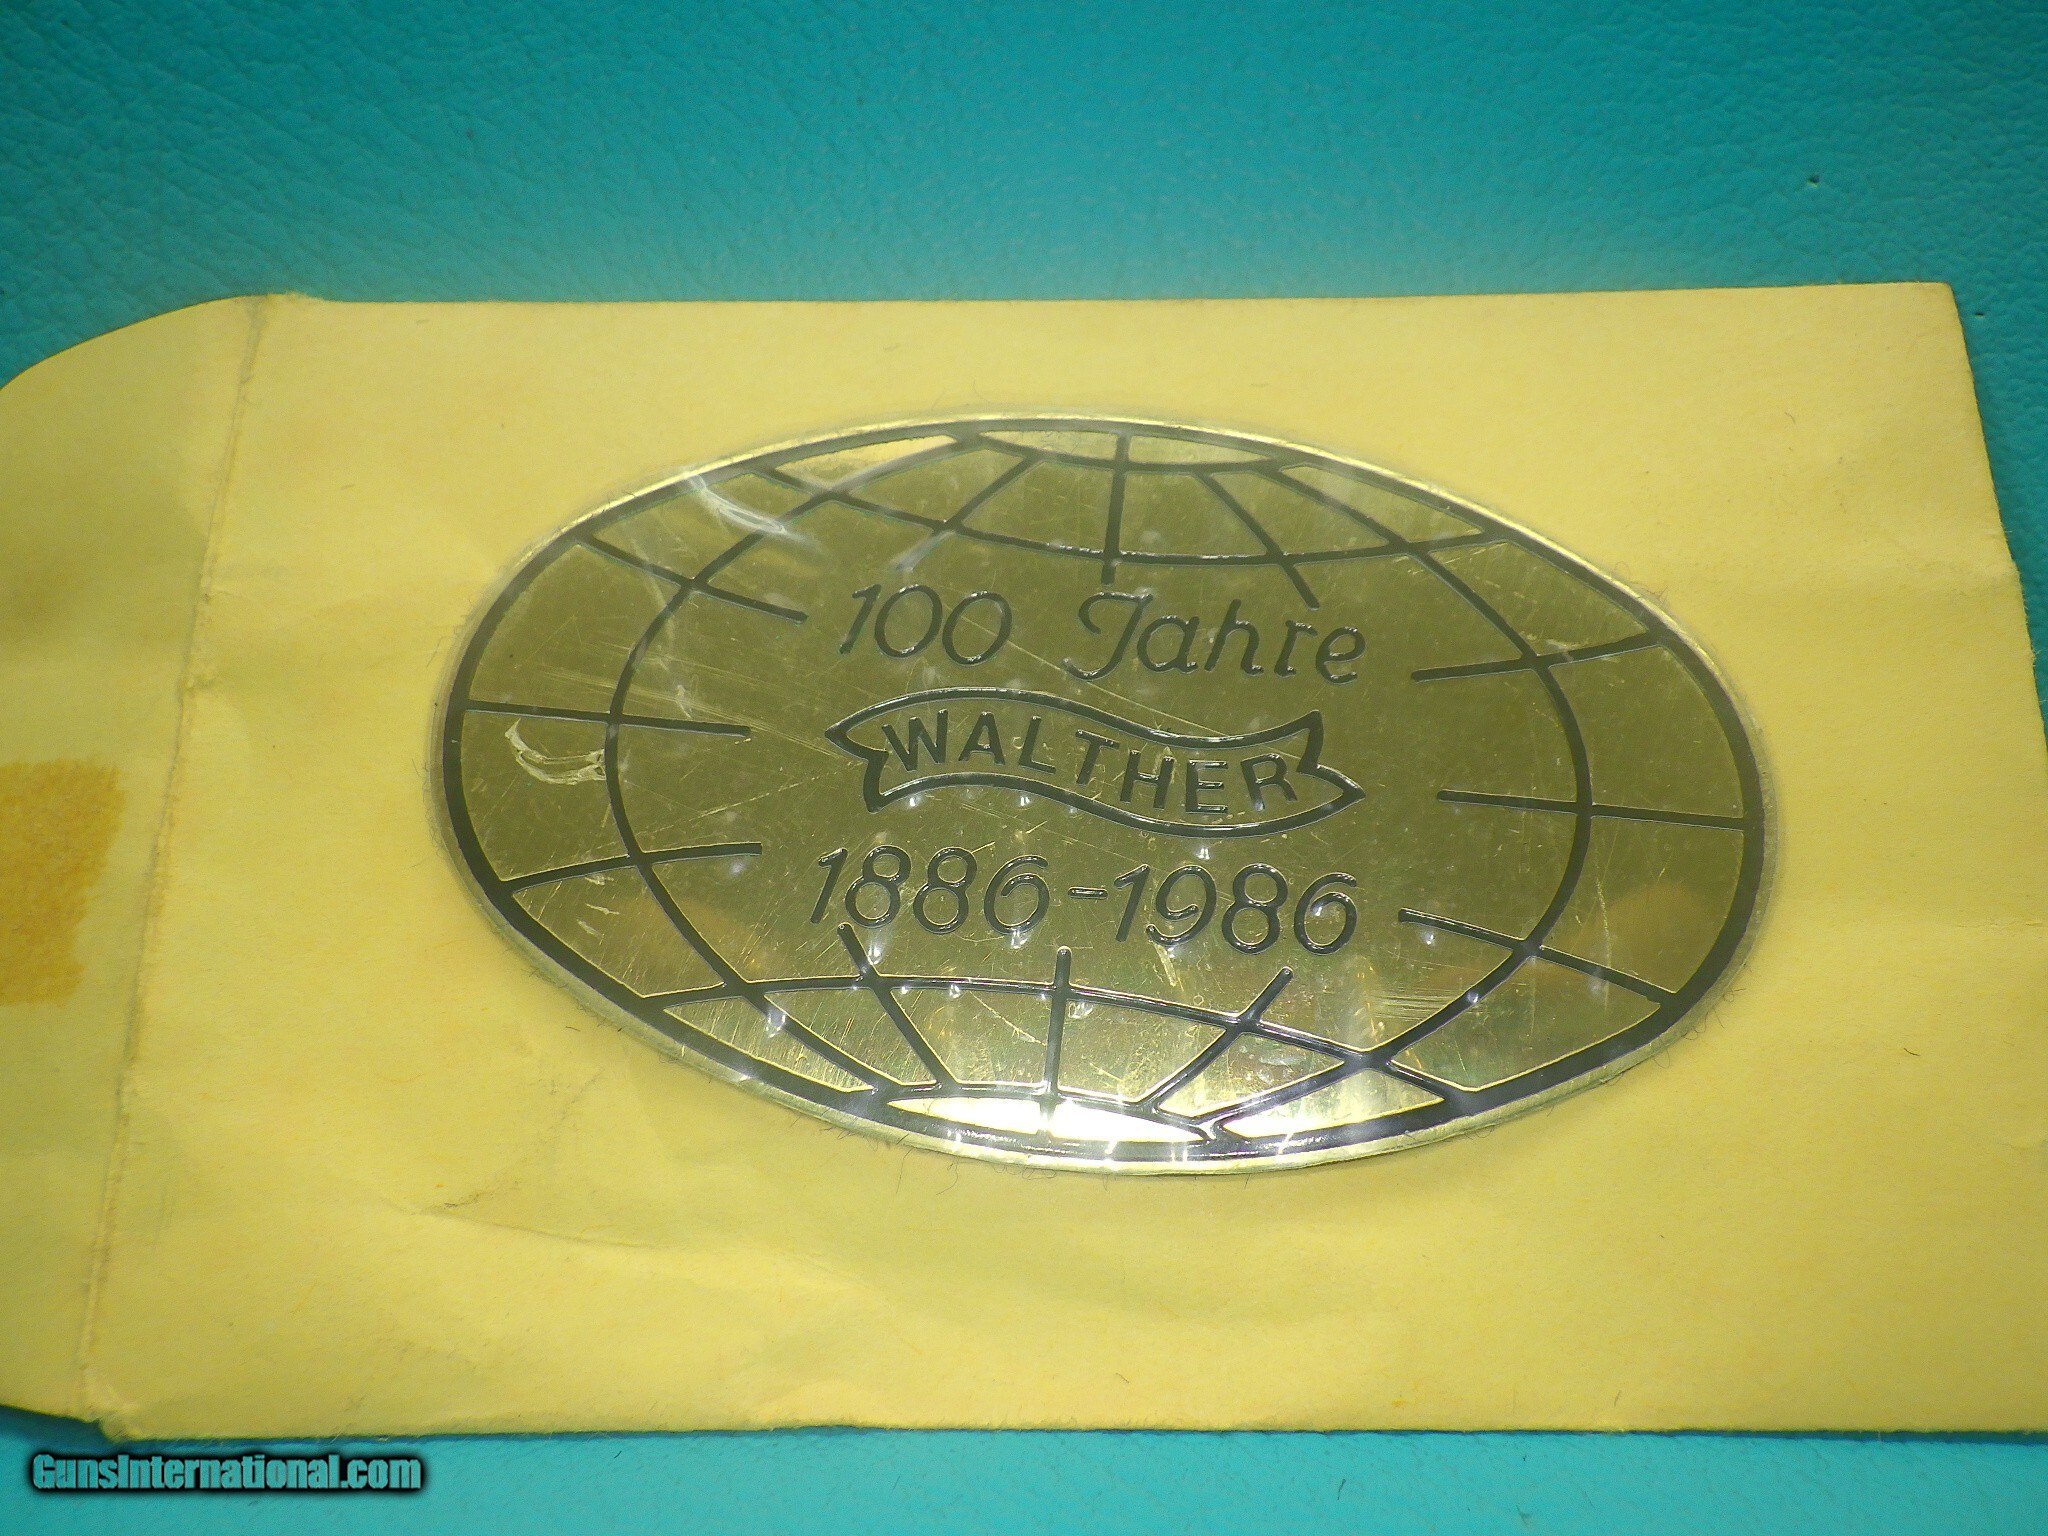 100 Jahre
WALTHER
1886-1986
GunsInternational.com